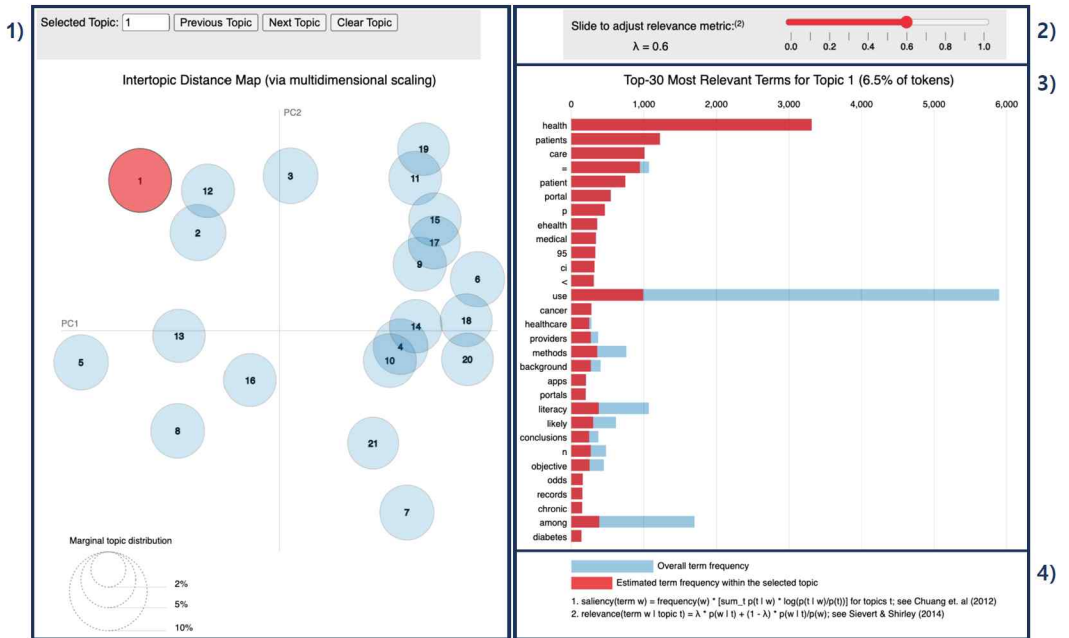 1)
Selected Topic: 1 Previous Topic Next Topic Clear Topic
Intertopic Distance Map (via multidimensional scaling)
PC2
PC1
1
12
2
3
19
11
15
17
9
6
14
18
4
10
20
13
5
16
8
21
7
Marginal topic distribution
2%
5%
10%
2)
Slide to adjust relevance metric:(2)
λ = 0.6
0.0 0.2 0.4 0.6 0.8 1.0
3)
Top-30 Most Relevant Terms for Topic 1 (6.5% of tokens)
0 1,000 2,000 3,000 4,000 5,000 6,000
health
patients
care
=
patient
portal
p
ehealth
medical
95
ci
<
use
cancer
healthcare
providers
methods
background
apps
portals
literacy
likely
conclusions
n
objective
odds
records
chronic
among
diabetes
4)
Overall term frequency
Estimated term frequency within the selected topic
1. saliency(term w) = frequency(w) * [sum_t p(t | w) * log(p(t | w)/p(t))] for topics t; see Chuang et. al (2012)
2. relevance(term w | topic t) = λ * p(w | t) + (1 - λ) * p(w | t)/p(w); see Sievert & Shirley (2014)